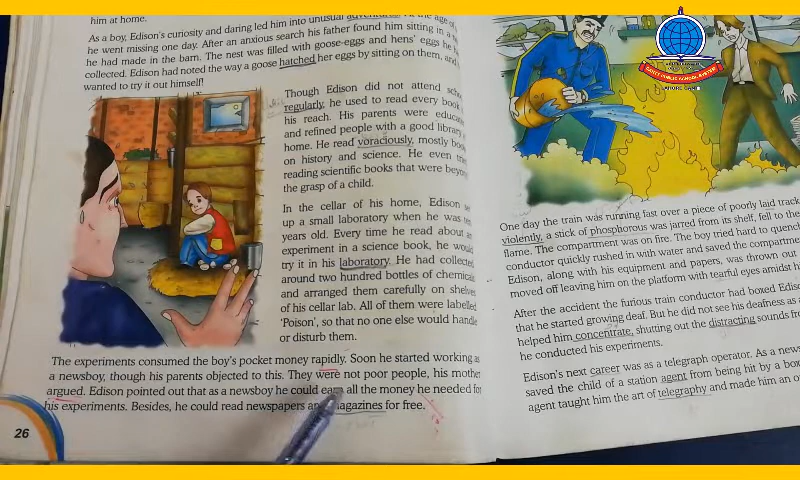 him at home.
As a boy, Edison's curiosity and daring led him into unusual adventures. At the age of
he went missing one day. After an anxious search his father found him sitting in a
he had made in the barn. The nest was filled with goose-eggs and hens' eggs he
collected. Edison had noted the way a goose hatched her eggs by sitting on them, and
wanted to try it out himself!
Though Edison did not attend
regularly, he used to read every book
his reach. His parents were
and refined people with a good library
home. He read voraciously, mostly
on history and science. He even
reading scientific books that were
the grasp of a child.
In the cellar of his home, Edison
up a small laboratory when he was
years old. Every time he read about
experiment in a science book, he would
try it in his laboratory. He had collected
around two hundred bottles of chemicals
and arranged them carefully on shelves
of his cellar lab. All of them were labelled
'Poison', so that no one else would handle
or disturb them.
The experiments consumed the boy's pocket money rapidly. Soon he started working as
a newsboy, though his parents objected to this. They were not poor people, his mother
argued. Edison pointed out that as a newsboy he could earn all the money he needed for
his experiments. Besides, he could read newspapers and magazines for free.
26
One day the train was running fast over a piece of poorly laid track
violently, a stick of phosphorous was jarred from its shelf, fell to the
flame. The compartment was on fire. The boy tried hard to quench
conductor quickly rushed in with water and saved the compartment
Edison, along with his equipment and papers, was thrown out
moved off leaving him on the platform with tearful eyes amidst
After the accident the furious train conductor had boxed
that he started growing deaf. But he did not see his deafness as
helped him concentrate, shutting out the distracting sounds
he conducted his experiments.
Edison's next career was as a telegraph operator. As a
saved the child of a station agent from being hit by a
agent taught him the art of telegraphy and made him an